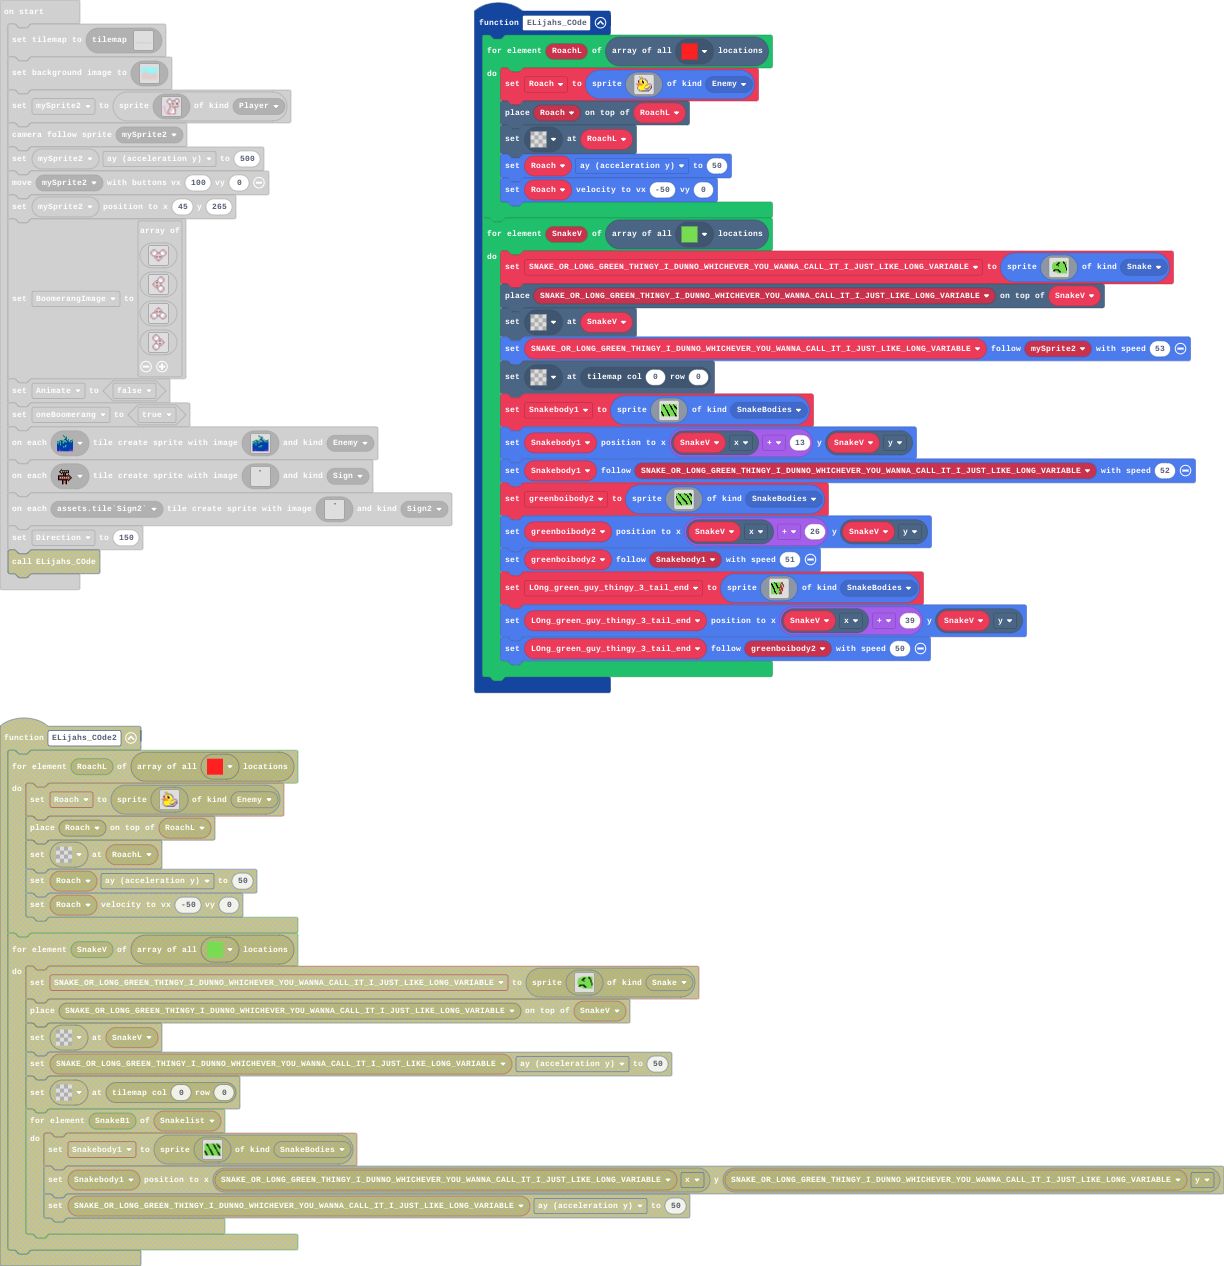 on start
set tilemap to tilemap
set background image to
set mySprite2 to sprite of kind Player
camera follow sprite mySprite2
set mySprite2 ay (acceleration y) to 500
move mySprite2 with buttons vx 100 vy 0
set mySprite2 position to x 45 y 265
array of
set BoomerangImage to
set Animate to false
set oneBoomerang to true
on each tile create sprite with image and kind Enemy
on each tile create sprite with image and kind Sign
on each assets.tile`Sign2` tile create sprite with image and kind Sign2
set Direction to 150
call ELijahs_COde
function ELijahs_COde
for element RoachL of array of all locations
do
set Roach to sprite of kind Enemy
place Roach on top of RoachL
set at RoachL
set Roach ay (acceleration y) to 50
set Roach velocity to vx -50 vy 0
for element SnakeV of array of all locations
do
set SNAKE_OR_LONG_GREEN_THINGY_I_DUNNO_WHICHEVER_YOU_WANNA_CALL_IT_I_JUST_LIKE_LONG_VARIABLE to sprite of kind Snake
place SNAKE_OR_LONG_GREEN_THINGY_I_DUNNO_WHICHEVER_YOU_WANNA_CALL_IT_I_JUST_LIKE_LONG_VARIABLE on top of SnakeV
set at SnakeV
set SNAKE_OR_LONG_GREEN_THINGY_I_DUNNO_WHICHEVER_YOU_WANNA_CALL_IT_I_JUST_LIKE_LONG_VARIABLE follow mySprite2 with speed 53
set at tilemap col 0 row 0
set Snakebody1 to sprite of kind SnakeBodies
set Snakebody1 position to x SnakeV x + 13 y SnakeV y
set Snakebody1 follow SNAKE_OR_LONG_GREEN_THINGY_I_DUNNO_WHICHEVER_YOU_WANNA_CALL_IT_I_JUST_LIKE_LONG_VARIABLE with speed 52
set greenboibody2 to sprite of kind SnakeBodies
set greenboibody2 position to x SnakeV x + 26 y SnakeV y
set greenboibody2 follow Snakebody1 with speed 51
set LOng_green_guy_thingy_3_tail_end to sprite of kind SnakeBodies
set LOng_green_guy_thingy_3_tail_end position to x SnakeV x + 39 y SnakeV y
set LOng_green_guy_thingy_3_tail_end follow greenboibody2 with speed 50
function ELijahs_COde2
for element RoachL of array of all locations
do
set Roach to sprite of kind Enemy
place Roach on top of RoachL
set at RoachL
set Roach ay (acceleration y) to 50
set Roach velocity to vx -50 vy 0
for element SnakeV of array of all locations
do
set SNAKE_OR_LONG_GREEN_THINGY_I_DUNNO_WHICHEVER_YOU_WANNA_CALL_IT_I_JUST_LIKE_LONG_VARIABLE to sprite of kind Snake
place SNAKE_OR_LONG_GREEN_THINGY_I_DUNNO_WHICHEVER_YOU_WANNA_CALL_IT_I_JUST_LIKE_LONG_VARIABLE on top of SnakeV
set at SnakeV
set SNAKE_OR_LONG_GREEN_THINGY_I_DUNNO_WHICHEVER_YOU_WANNA_CALL_IT_I_JUST_LIKE_LONG_VARIABLE ay (acceleration y) to 50
set at tilemap col 0 row 0
for element SnakeB1 of Snakelist
do
set Snakebody1 to sprite of kind SnakeBodies
set Snakebody1 position to x SNAKE_OR_LONG_GREEN_THINGY_I_DUNNO_WHICHEVER_YOU_WANNA_CALL_IT_I_JUST_LIKE_LONG_VARIABLE x y SNAKE_OR_LONG_GREEN_THINGY_I_DUNNO_WHICHEVER_YOU_WANNA_CALL_IT_I_JUST_LIKE_LONG_VARIABLE y
set SNAKE_OR_LONG_GREEN_THINGY_I_DUNNO_WHICHEVER_YOU_WANNA_CALL_IT_I_JUST_LIKE_LONG_VARIABLE ay (acceleration y) to 50